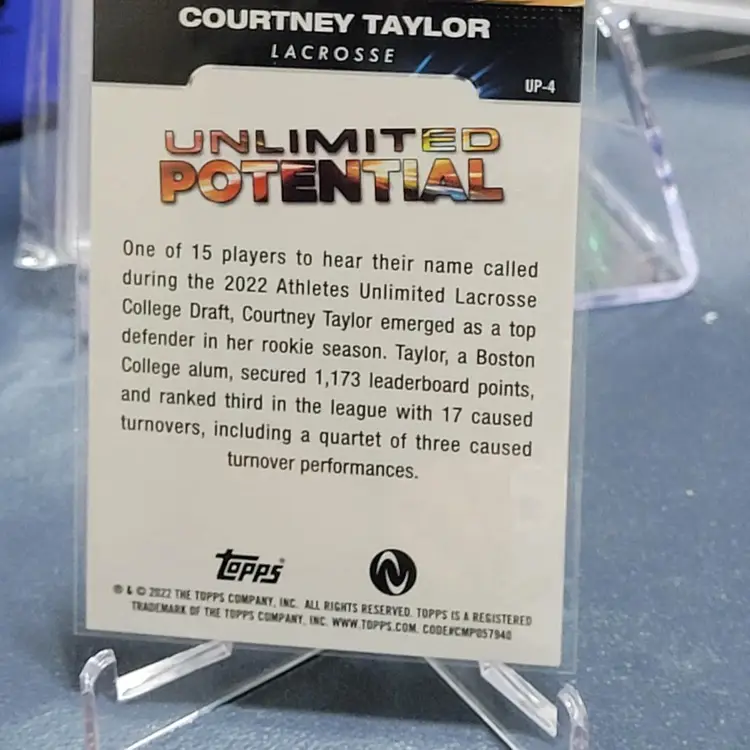 COURTNEY TAYLOR
LACROSSE
UP-4
UNLIMITED
POTENTIAL
One of 15 players to hear their name called
during the 2022 Athletes Unlimited Lacrosse
College Draft, Courtney Taylor emerged as a top
defender in her rookie season. Taylor, a Boston
College alum, secured 1,173 leaderboard points,
and ranked third in the league with 17 caused
turnovers, including a quartet of three caused
turnover performances.
Topps®
® & © 2022 THE TOPPS COMPANY, INC. ALL RIGHTS RESERVED. TOPPS IS A REGISTERED
TRADEMARK OF THE TOPPS COMPANY, INC. WWW.TOPPS.COM. CODE#CMP057940